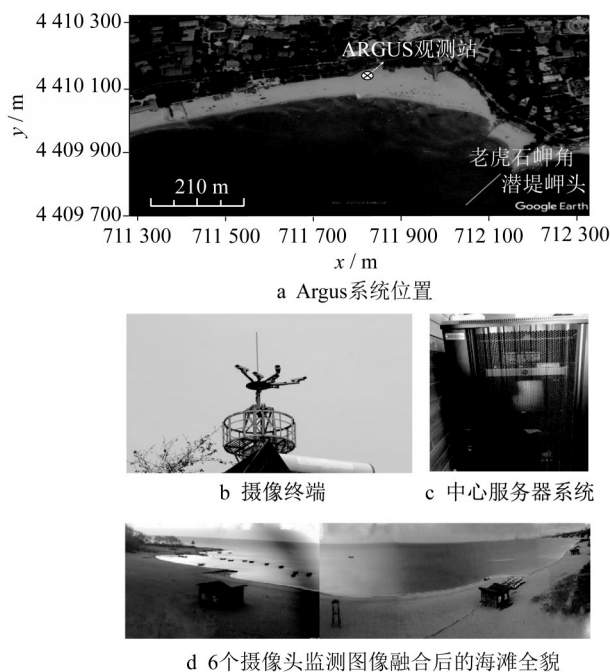 4 410 300
ARGUS观测站
4 410 100
y / m
4 409 900
老虎石岬角
潜堤岬头
210 m
4 409 700
Google Earth
711 300 711 500 711 700 711 900 712 100 712 300
x / m
a Argus系统位置
b 摄像终端
c 中心服务器系统
d 6个摄像头监测图像融合后的海滩全貌